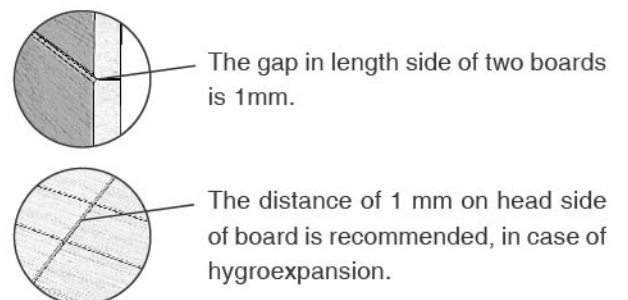 The gap in length side of two boards
is 1mm.
The distance of 1 mm on head side
of board is recommended, in case of
hygroexpansion.